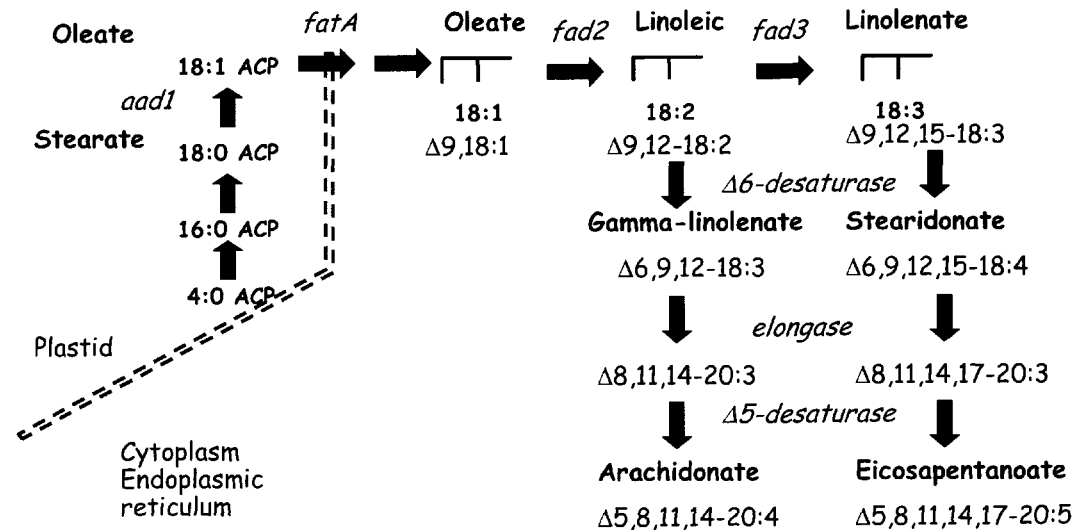 Oleate
18:1 ACP
aad1
Stearate
18:0 ACP
16:0 ACP
4:0 ACP
Plastid
Cytoplasm
Endoplasmic
reticulum
fatA
Oleate
18:1
Δ9,18:1
fad2
Linoleic
18:2
Δ9,12-18:2
fad3
Linolenate
18:3
Δ9,12,15-18:3
Δ6-desaturase
Gamma-linolenate
Stearidonate
Δ6,9,12-18:3
Δ6,9,12,15-18:4
elongase
Δ8,11,14-20:3
Δ8,11,14,17-20:3
Δ5-desaturase
Arachidonate
Eicosapentanoate
Δ5,8,11,14-20:4
Δ5,8,11,14,17-20:5